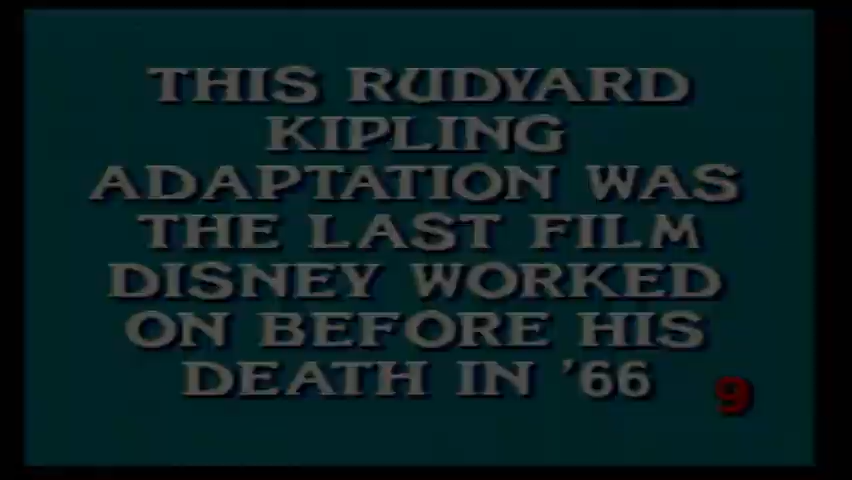 THIS RUDYARD
KIPLING
ADAPTATION WAS
THE LAST FILM
DISNEY WORKED
ON BEFORE HIS
DEATH IN '66
9